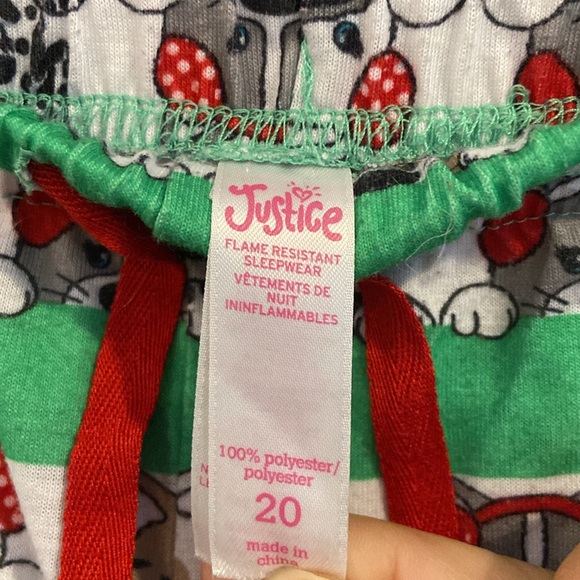 Justice
FLAME RESISTANT
SLEEPWEAR
VÊTEMENTS DE
NUIT
ININFLAMMABLES
100% polyester/
polyester
20
made in
china